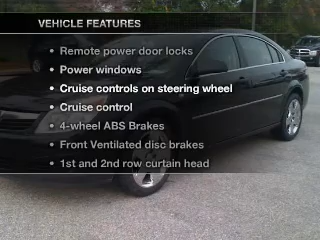 VEHICLE FEATURES
• Remote power door locks
• Power windows
• Cruise controls on steering wheel
• Cruise control
• 4-wheel ABS Brakes
• Front Ventilated disc brakes
• 1st and 2nd row curtain head